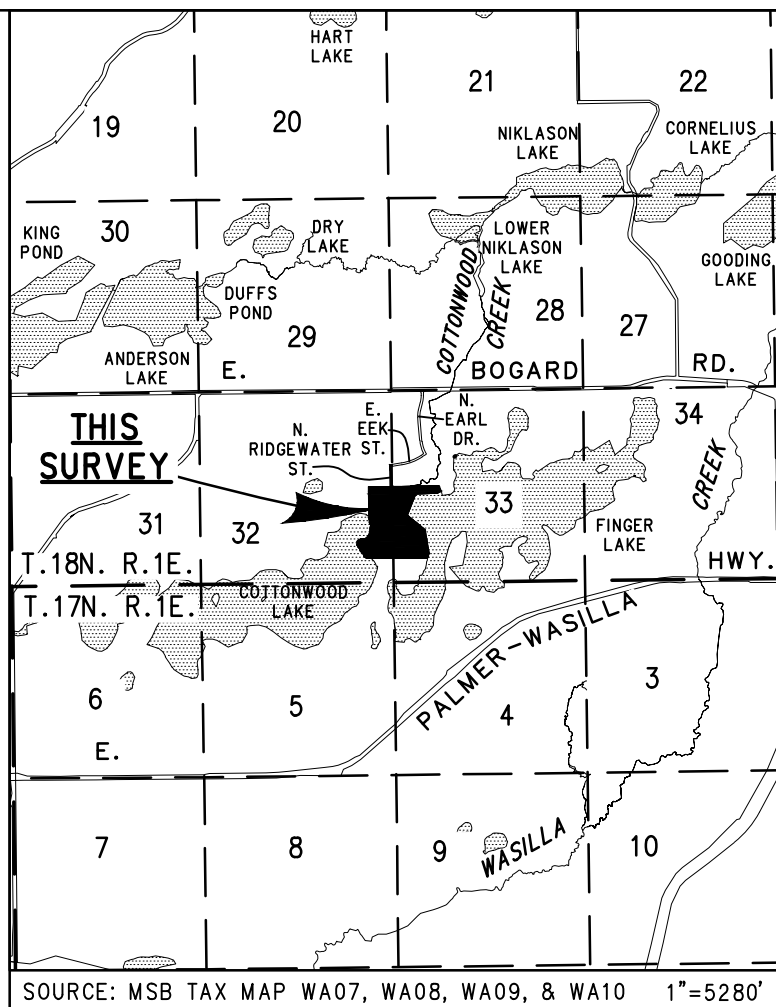 HART
LAKE
19
20
21
22
NIKLASON
LAKE
CORNELIUS
LAKE
KING
POND
30
DRY
LAKE
LOWER
NIKLASON
LAKE
GOODING
LAKE
DUFFS
POND
COTTONWOOD
CREEK
29
28
27
ANDERSON
LAKE
E. BOGARD RD.
THIS
SURVEY
N.
RIDGEWATER
ST.
E.
EEK
ST.
N.
EARL
DR.
34
CREEK
31
32
33
FINGER
LAKE
T.18N. R.1E.
HWY.
T.17N. R.1E.
COTTONWOOD
LAKE
PALMER-WASILLA
6
5
4
3
E.
7
8
9
WASILLA
10
SOURCE: MSB TAX MAP WA07, WA08, WA09, & WA10 1"=5280'